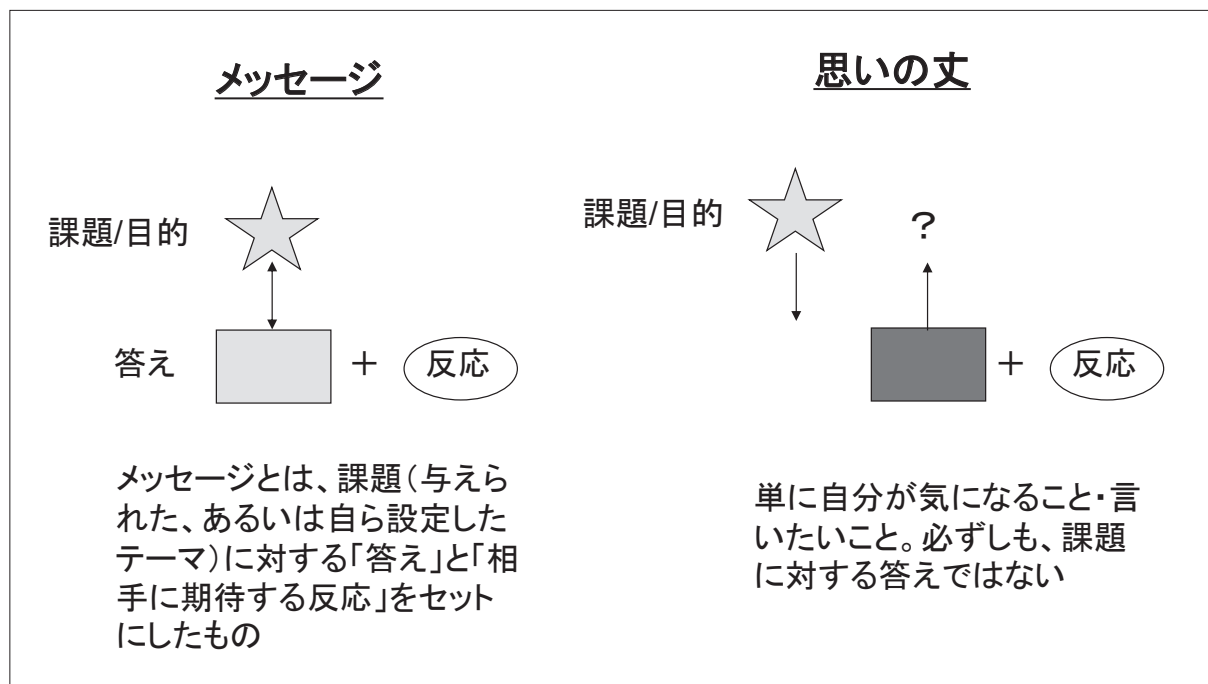 メッセージ
課題/目的
答え
+
反応
メッセージとは、課題(与えら
れた、あるいは自ら設定した
テーマ)に対する「答え」と「相
手に期待する反応」をセット
にしたもの
思いの丈
課題/目的
?
+
反応
単に自分が気になること・言
いたいこと。必ずしも、課題
に対する答えではない